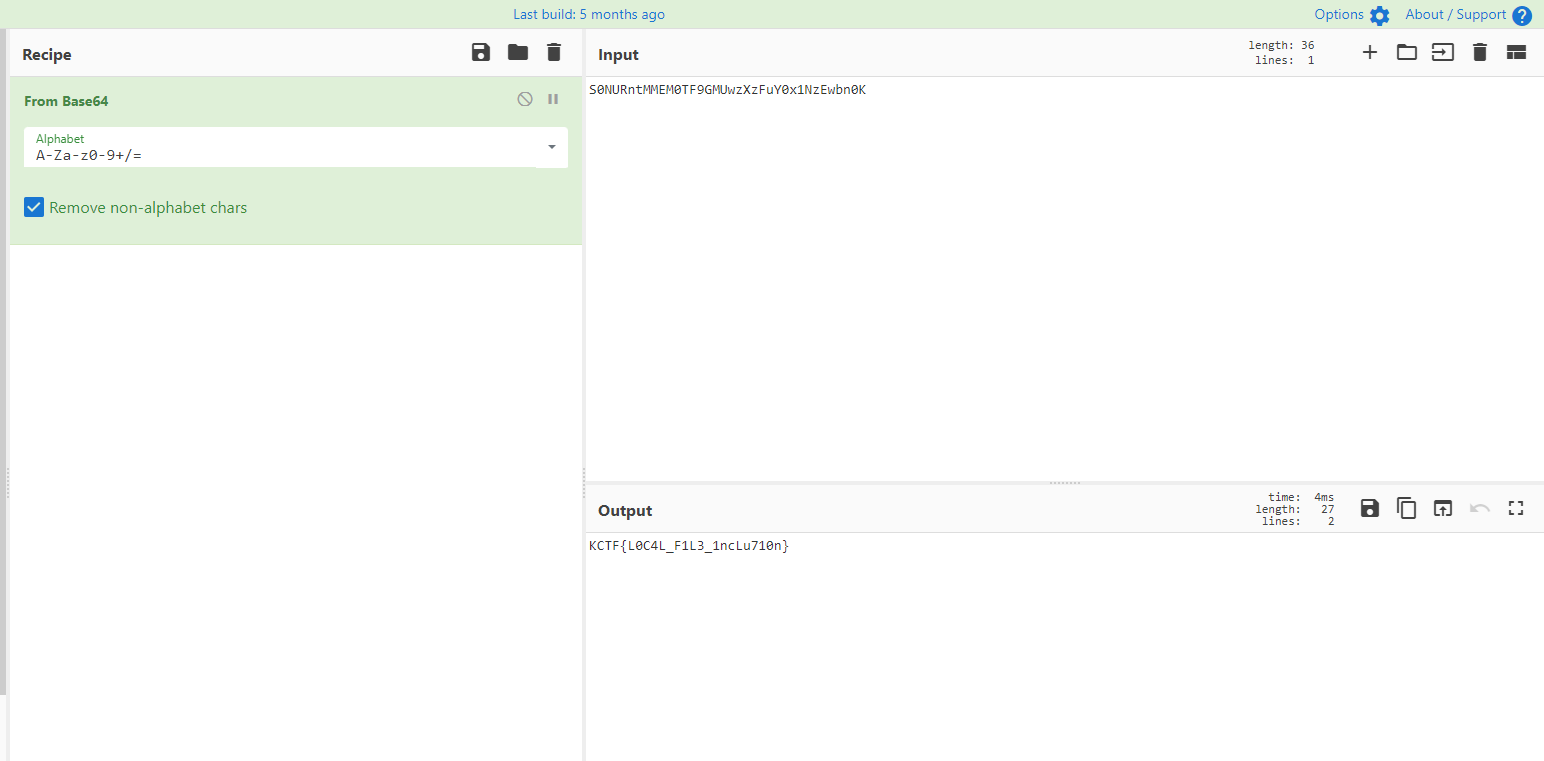 Last build: 5 months ago
Options
About / Support
Recipe
From Base64
Alphabet
A-Za-z0-9+/=
Remove non-alphabet chars
Input
length: 36
lines: 1
S0NURntMMEM0TF9GMUwzXzFuY0x1NzEwbn0K
Output
time: 4ms
length: 27
lines: 2
KCTF{L0C4L_F1L3_1ncLu710n}